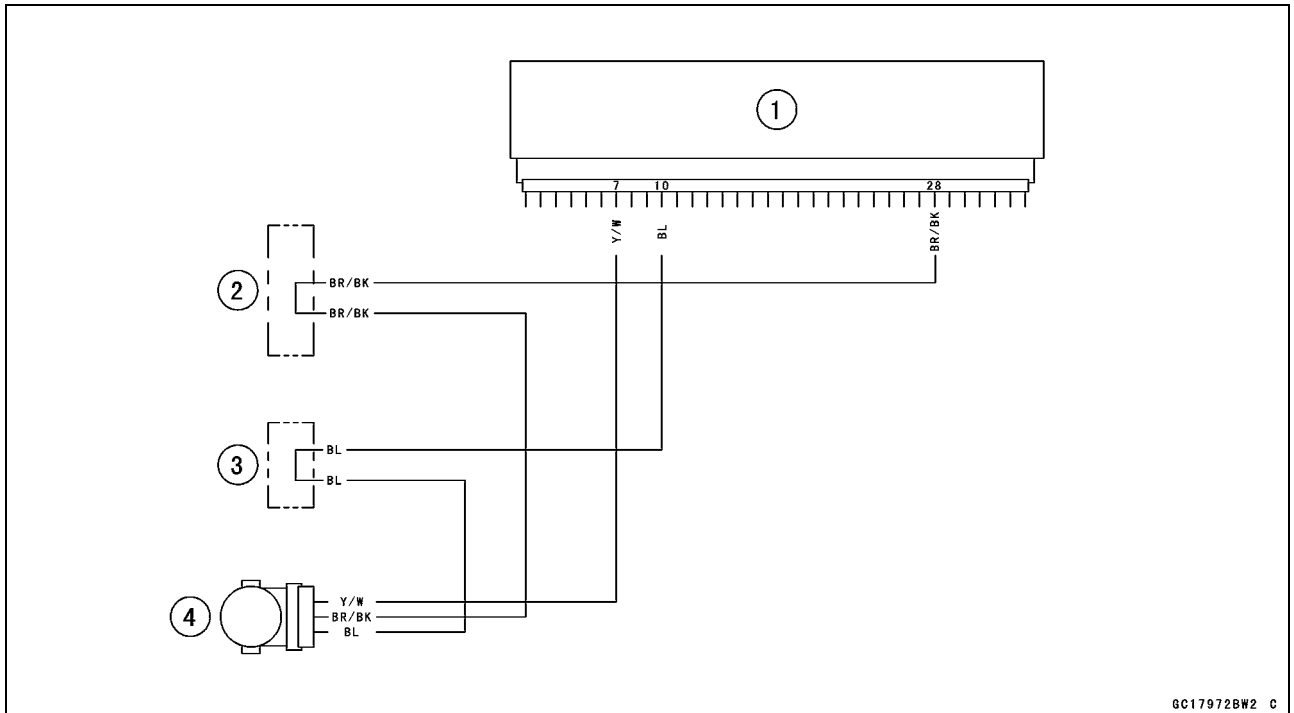 1
7 10 28
Y/W BL BR/BK
2
BR/BK
BR/BK
3
BL
BL
4
Y/W
BR/BK
BL
GC17972BW2 C